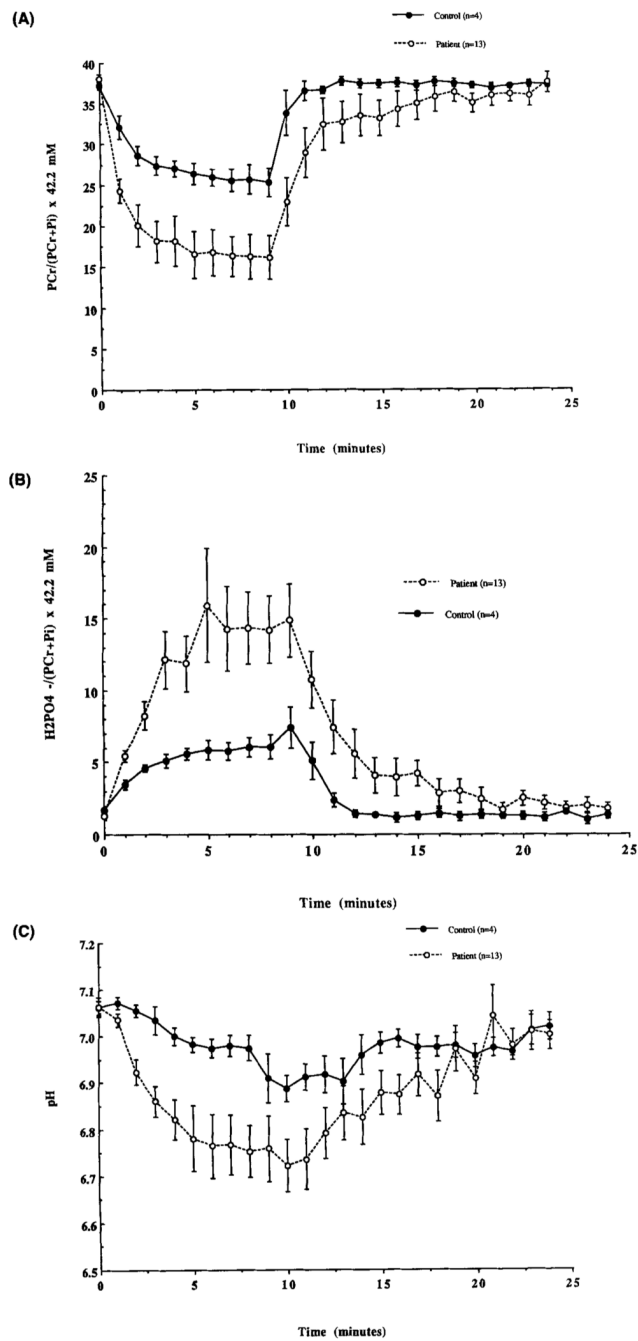 (A)
Control (n=4)
Patient (n=13)
PCr/(PCr+Pi) x 42.2 mM
40
35
30
25
20
15
10
5
0
0 5 10 15 20 25
Time (minutes)
(B)
Patient (n=13)
Control (n=4)
H2PO4 -/(PCr+Pi) x 42.2 mM
25
20
15
10
5
0
0 5 10 15 20 25
Time (minutes)
(C)
Control (n=4)
Patient (n=13)
pH
7.2
7.1
7.0
6.9
6.8
6.7
6.6
6.5
0 5 10 15 20 25
Time (minutes)